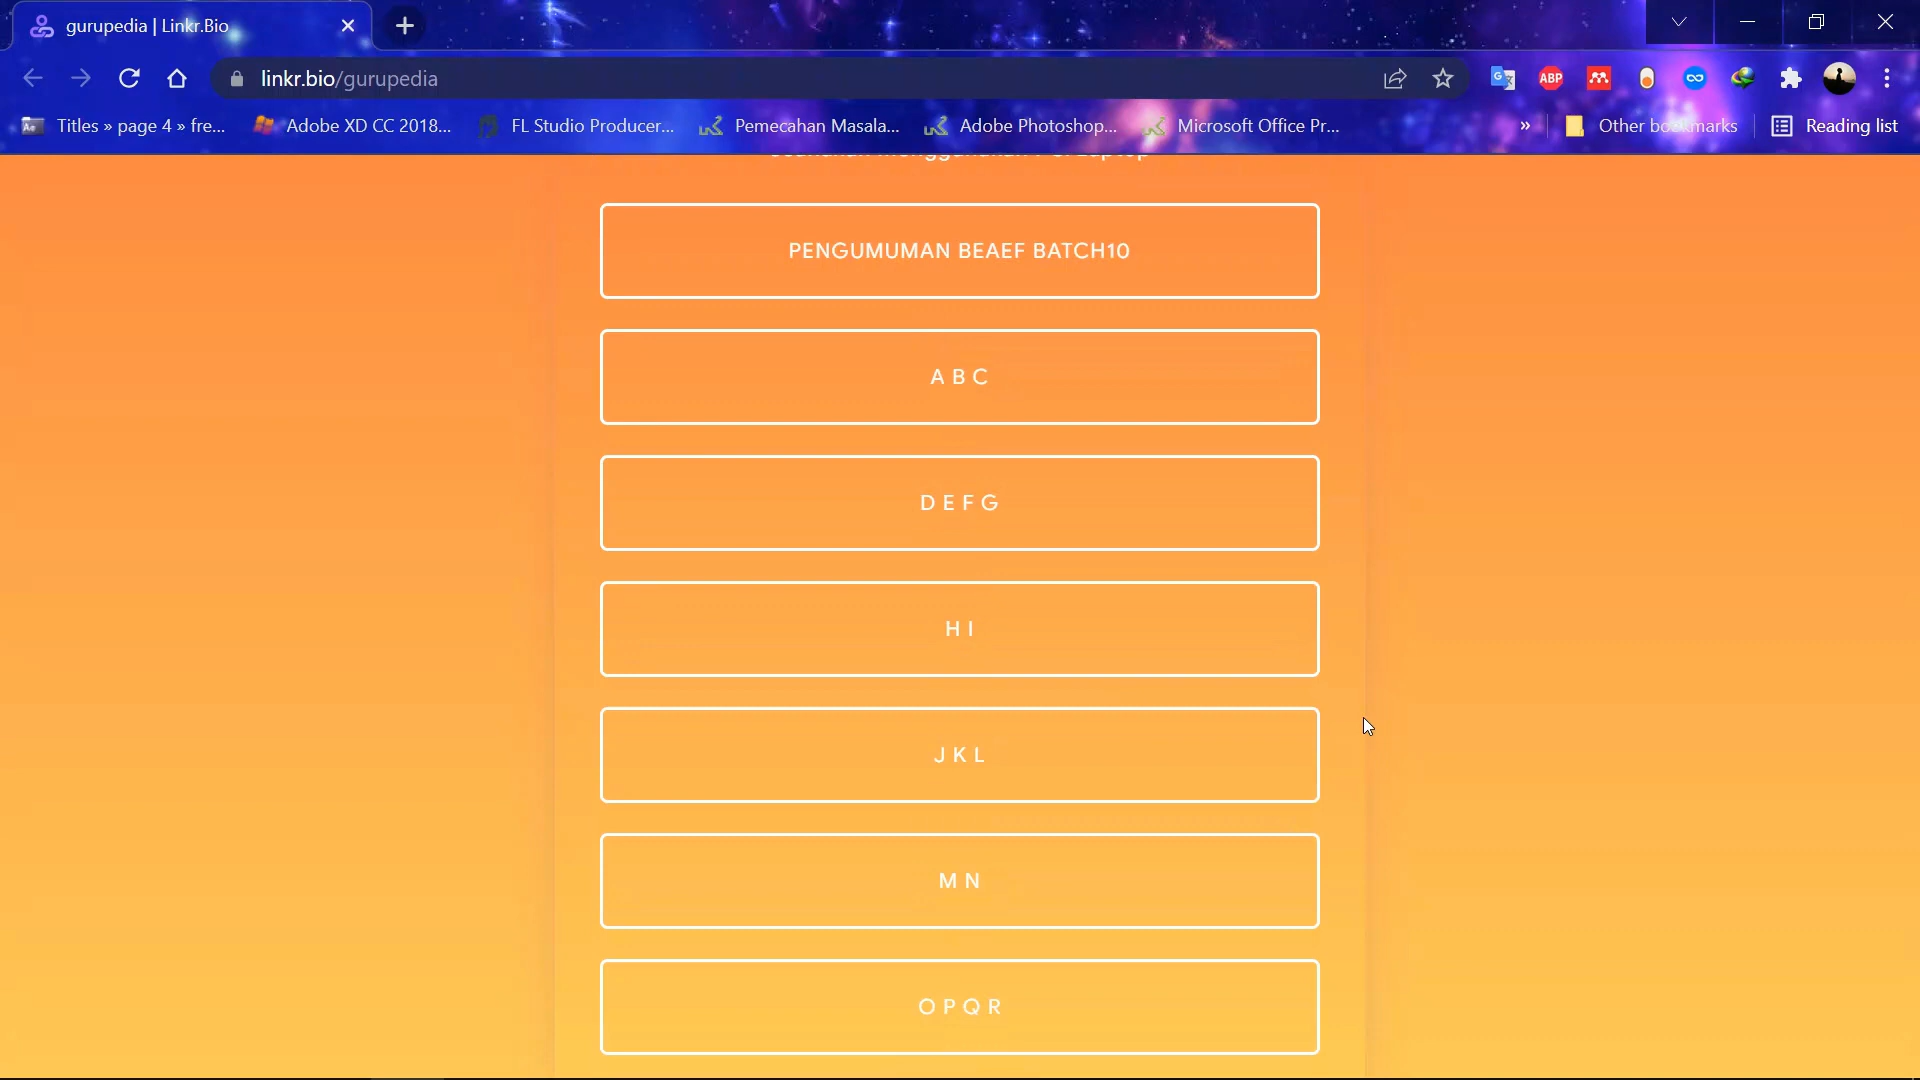 gurupedia | Linkr.Bio
linkr.bio/gurupedia
ABP
Titles » page 4 » fre...
Adobe XD CC 2018...
FL Studio Producer...
Pemecahan Masala...
Adobe Photoshop...
Microsoft Office Pr...
»
Other bookmarks
Reading list
PENGUMUMAN BEAEF BATCH10
A B C
D E F G
H I
J K L
M N
O P Q R